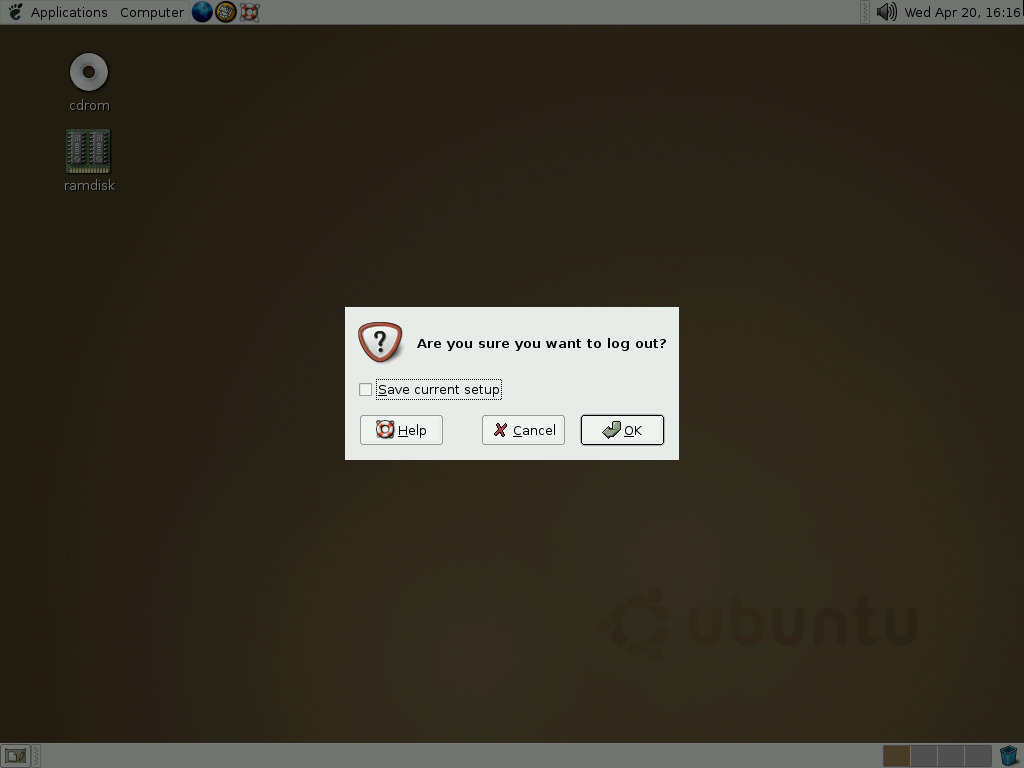 Applications Computer Wed Apr 20, 16:16
cdrom
ramdisk
Are you sure you want to log out?
Save current setup
Help Cancel OK
ubuntu